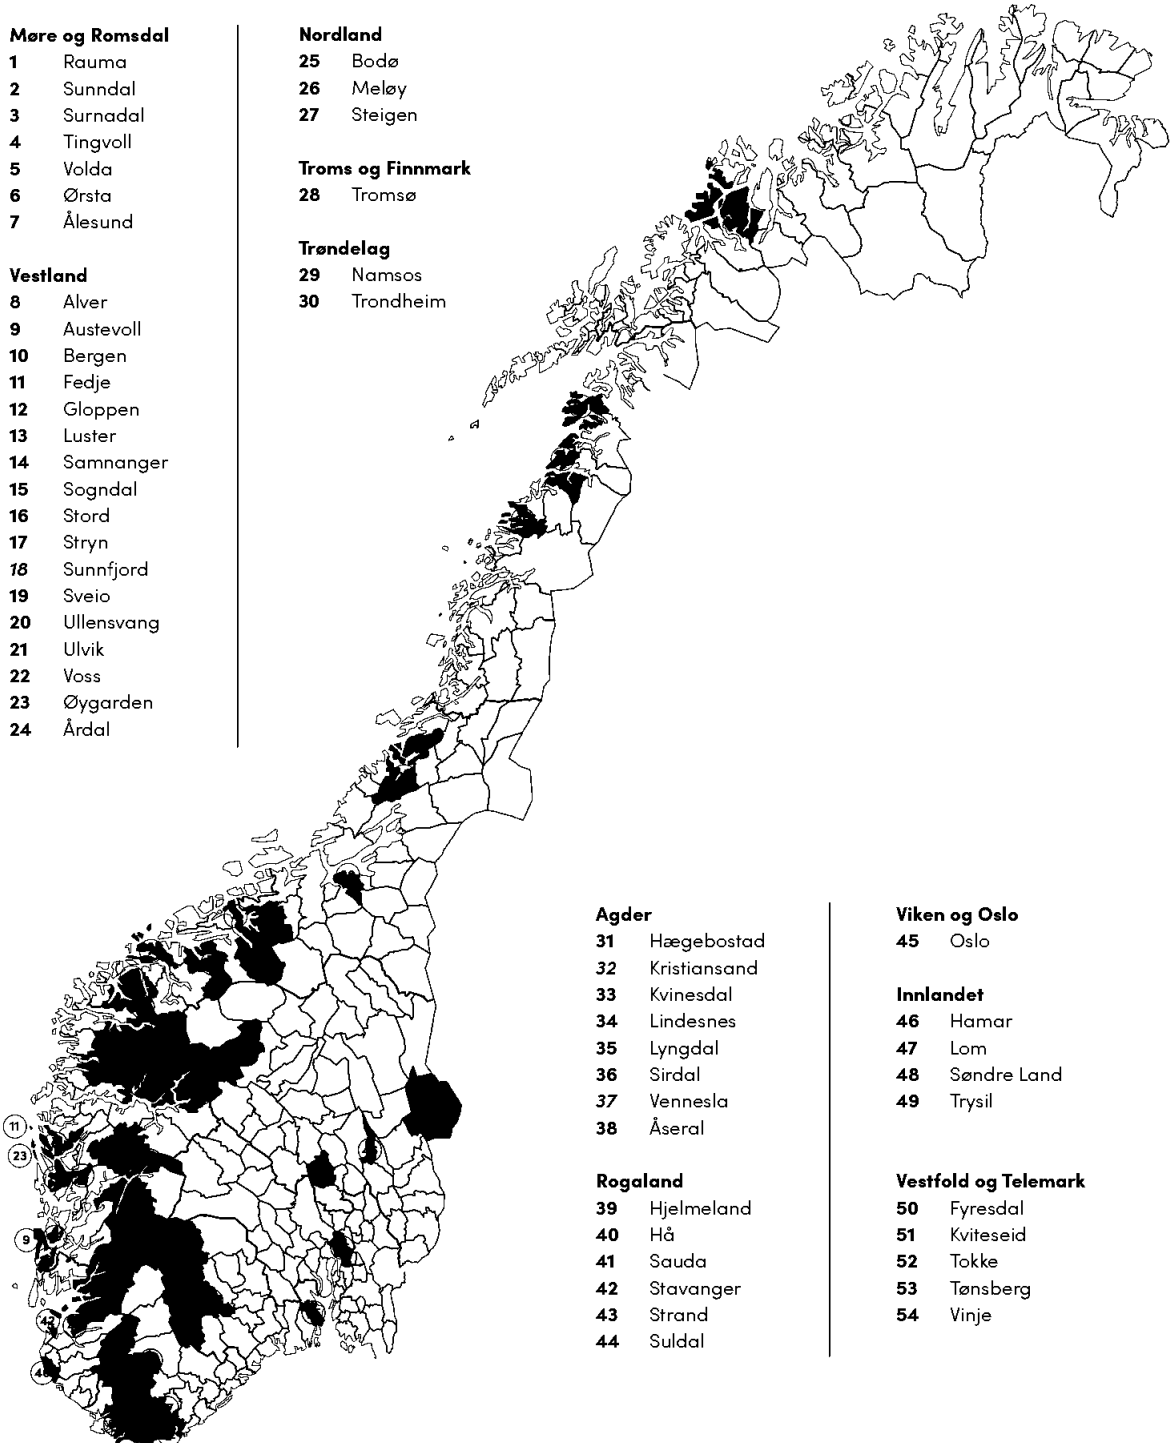 Møre og Romsdal
1 Rauma
2 Sunndal
3 Surnadal
4 Tingvoll
5 Volda
6 Ørsta
7 Ålesund
Vestland
8 Alver
9 Austevoll
10 Bergen
11 Fedje
12 Gloppen
13 Luster
14 Samnanger
15 Sogndal
16 Stord
17 Stryn
18 Sunnfjord
19 Sveio
20 Ullensvang
21 Ulvik
22 Voss
23 Øygarden
24 Årdal
Nordland
25 Bodø
26 Meløy
27 Steigen
Troms og Finnmark
28 Tromsø
Trøndelag
29 Namsos
30 Trondheim
11
23
9
42
Agder
31 Hægebostad
32 Kristiansand
33 Kvinesdal
34 Lindesnes
35 Lyngdal
36 Sirdal
37 Vennesla
38 Åseral
Rogaland
39 Hjelmeland
40 Hå
41 Sauda
42 Stavanger
43 Strand
44 Suldal
Viken og Oslo
45 Oslo
Innlandet
46 Hamar
47 Lom
48 Søndre Land
49 Trysil
Vestfold og Telemark
50 Fyresdal
51 Kviteseid
52 Tokke
53 Tønsberg
54 Vinje